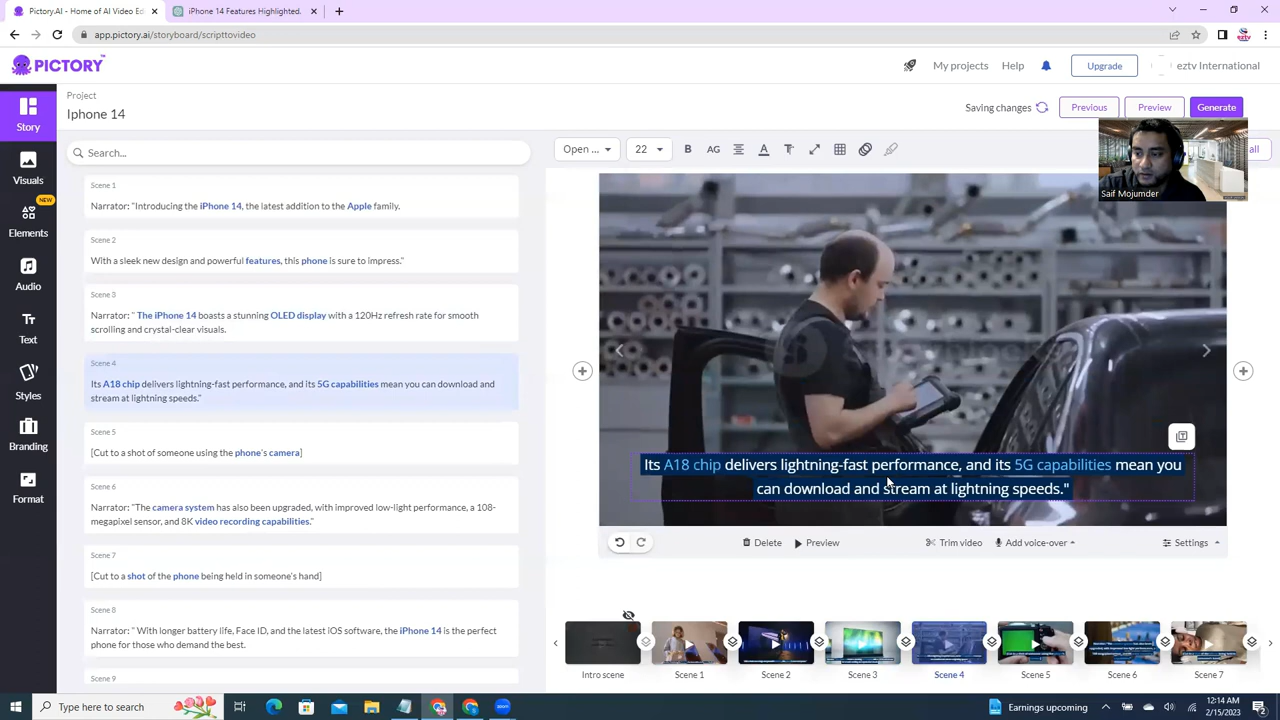 Pictory.AI - Home of AI Video Ed
iPhone 14 Features Highlighted.
app.pictory.ai/storyboard/scripttovideo
PICTORY
My projects
Help
Upgrade
eztv International
Story
Visuals
NEW
Elements
Audio
Text
Styles
Branding
Format
Project
Iphone 14
Saving changes
Previous
Preview
Generate
Search...
Open ...
22
B
AG
all
Saif Mojumder
Scene 1
Narrator: "Introducing the iPhone 14, the latest addition to the Apple family.
Scene 2
With a sleek new design and powerful features, this phone is sure to impress."
Scene 3
Narrator: " The iPhone 14 boasts a stunning OLED display with a 120Hz refresh rate for smooth
scrolling and crystal-clear visuals.
Scene 4
Its A18 chip delivers lightning-fast performance, and its 5G capabilities mean you can download and
stream at lightning speeds."
Scene 5
[Cut to a shot of someone using the phone's camera]
Scene 6
Narrator: "The camera system has also been upgraded, with improved low-light performance, a 108-
megapixel sensor, and 8K video recording capabilities."
Scene 7
[Cut to a shot of the phone being held in someone's hand]
Scene 8
Narrator: " With longer battery life, Face ID, and the latest IOS software, the iPhone 14 is the perfect
phone for those who demand the best.
Scene 9
Its A18 chip delivers lightning-fast performance, and its 5G capabilities mean you
can download and stream at lightning speeds."
Delete
Preview
Trim video
Add voice-over
Settings
Intro scene
Scene 1
Scene 2
Scene 3
Scene 4
Scene 5
Scene 6
Scene 7
Type here to search
Earnings upcoming
12:14 AM
2/15/2023
2